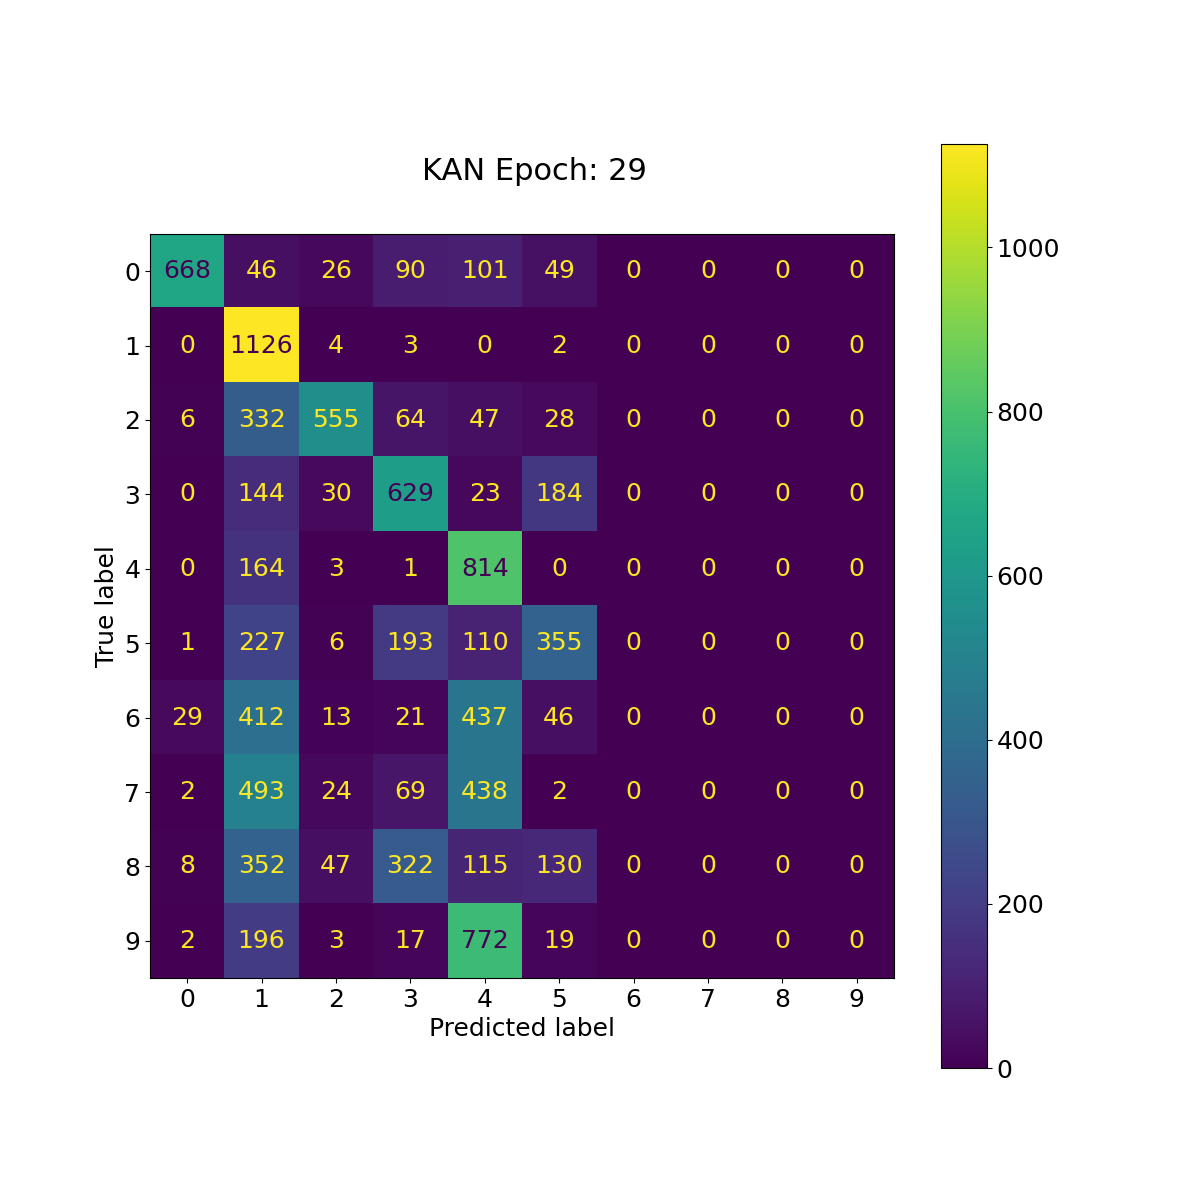 KAN Epoch: 29
0 668 46 26 90 101 49 0 0 0 0
1 0 1126 4 3 0 2 0 0 0 0
2 6 332 555 64 47 28 0 0 0 0
3 0 144 30 629 23 184 0 0 0 0
4 0 164 3 1 814 0 0 0 0 0
5 1 227 6 193 110 355 0 0 0 0
6 29 412 13 21 437 46 0 0 0 0
7 2 493 24 69 438 2 0 0 0 0
8 8 352 47 322 115 130 0 0 0 0
9 2 196 3 17 772 19 0 0 0 0
0 1 2 3 4 5 6 7 8 9
Predicted label
True label
1000
800
600
400
200
0